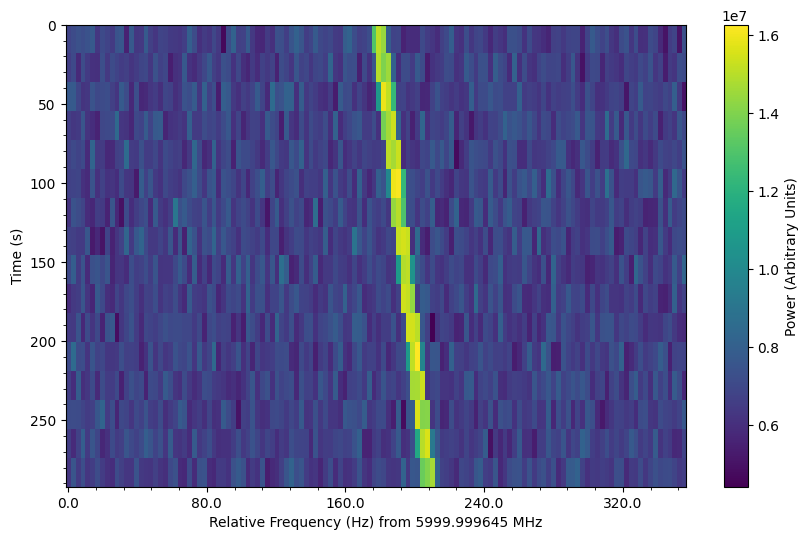 1e7
0
50
100
150
200
250
Time (s)
0.0 80.0 160.0 240.0 320.0
Relative Frequency (Hz) from 5999.999645 MHz
1.6
1.4
1.2
1.0
0.8
0.6
Power (Arbitrary Units)